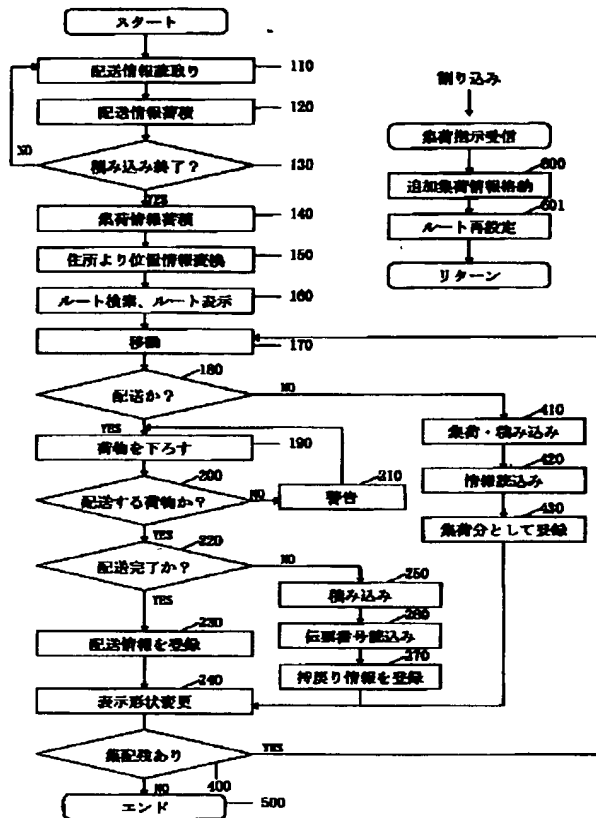 スタート
配送情報読取り
110
配送情報蓄積
120
NO
積み込み終了？
130
YES
集荷情報蓄積
140
住所より位置情報変換
150
ルート検索、ルート表示
160
移動
170
180
配送か？
NO
YES
荷物を下ろす
190
200
配送する荷物か？
NO
210
警告
YES
220
配送完了か？
NO
YES
230
配送情報を登録
250
積み込み
260
伝票番号読込み
270
持戻り情報を登録
240
表示形状変更
集配残あり
YES
400
NO
エンド
500
410
集荷・積み込み
420
情報読込み
430
集荷分として登録
割り込み
集荷指示受信
600
追加集荷情報格納
601
ルート再設定
リターン